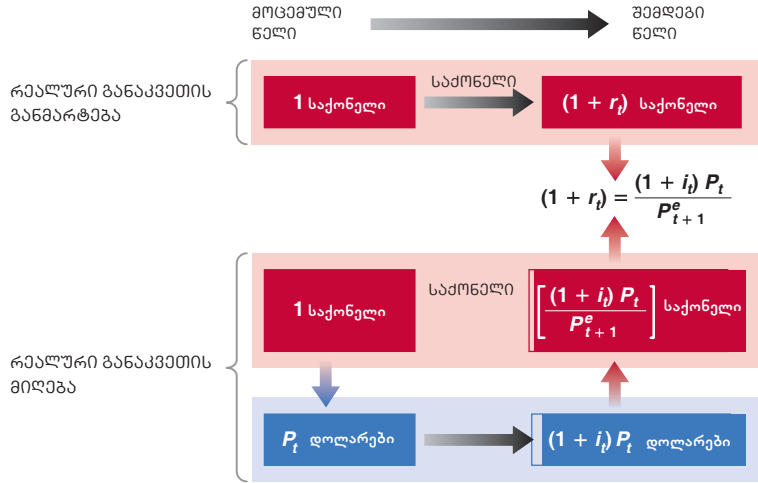 მოცემული
წელი
შემდეგი
წელი
რეალური განაკვეთის
განმარტება
1 საქონელი
საქონელი
(1 + r_t) საქონელი
(1 + r_t) = \frac{(1 + i_t) P_t}{P^e_{t+1}}
რეალური განაკვეთის
მიღება
1 საქონელი
საქონელი
[\frac{(1 + i_t) P_t}{P^e_{t+1}}] საქონელი
P_t დოლარები
(1 + i_t) P_t დოლარები